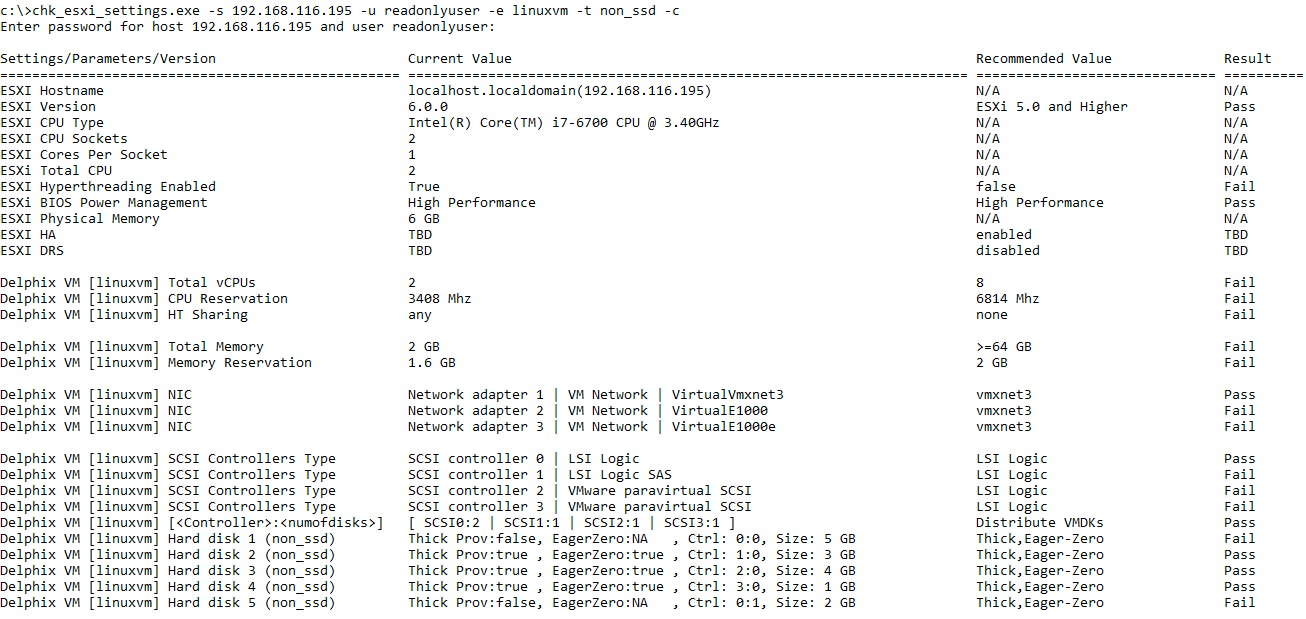 c:\>chk_esxi_settings.exe -s 192.168.116.195 -u readonlyuser -e linuxvm -t non_ssd -c
Enter password for host 192.168.116.195 and user readonlyuser:
Settings/Parameters/Version                        Current Value                                                          Recommended Value              Result
================================================== ====================================================================== ============================== ==========
ESXI Hostname                                      localhost.localdomain(192.168.116.195)                                 N/A                            N/A
ESXI Version                                       6.0.0                                                                  ESXi 5.0 and Higher            Pass
ESXI CPU Type                                      Intel(R) Core(TM) i7-6700 CPU @ 3.40GHz                                N/A                            N/A
ESXI CPU Sockets                                   2                                                                      N/A                            N/A
ESXI Cores Per Socket                              1                                                                      N/A                            N/A
ESXi Total CPU                                     2                                                                      N/A                            N/A
ESXI Hyperthreading Enabled                        True                                                                   false                          Fail
ESXi BIOS Power Management                         High Performance                                                       High Performance               Pass
ESXI Physical Memory                               6 GB                                                                   N/A                            N/A
ESXI HA                                            TBD                                                                    enabled                        TBD
ESXI DRS                                           TBD                                                                    disabled                       TBD
Delphix VM [linuxvm] Total vCPUs                   2                                                                      8                              Fail
Delphix VM [linuxvm] CPU Reservation               3408 Mhz                                                               6814 Mhz                       Fail
Delphix VM [linuxvm] HT Sharing                    any                                                                    none                           Fail
Delphix VM [linuxvm] Total Memory                  2 GB                                                                   >=64 GB                        Fail
Delphix VM [linuxvm] Memory Reservation            1.6 GB                                                                 2 GB                           Fail
Delphix VM [linuxvm] NIC                           Network adapter 1 | VM Network | VirtualVmxnet3                        vmxnet3                        Pass
Delphix VM [linuxvm] NIC                           Network adapter 2 | VM Network | VirtualE1000                          vmxnet3                        Fail
Delphix VM [linuxvm] NIC                           Network adapter 3 | VM Network | VirtualE1000e                         vmxnet3                        Fail
Delphix VM [linuxvm] SCSI Controllers Type         SCSI controller 0 | LSI Logic                                          LSI Logic                      Pass
Delphix VM [linuxvm] SCSI Controllers Type         SCSI controller 1 | LSI Logic SAS                                      LSI Logic                      Fail
Delphix VM [linuxvm] SCSI Controllers Type         SCSI controller 2 | VMware paravirtual SCSI                            LSI Logic                      Fail
Delphix VM [linuxvm] SCSI Controllers Type         SCSI controller 3 | VMware paravirtual SCSI                            LSI Logic                      Fail
Delphix VM [linuxvm] [<Controller>:<numofdisks>]   [ SCSI0:2 | SCSI1:1 | SCSI2:1 | SCSI3:1 ]                              Distribute VMDKs               Pass
Delphix VM [linuxvm] Hard disk 1 (non_ssd)         Thick Prov:false, EagerZero:NA   , Ctrl: 0:0, Size: 5 GB               Thick,Eager-Zero               Fail
Delphix VM [linuxvm] Hard disk 2 (non_ssd)         Thick Prov:true , EagerZero:true , Ctrl: 1:0, Size: 3 GB               Thick,Eager-Zero               Pass
Delphix VM [linuxvm] Hard disk 3 (non_ssd)         Thick Prov:true , EagerZero:true , Ctrl: 2:0, Size: 4 GB               Thick,Eager-Zero               Pass
Delphix VM [linuxvm] Hard disk 4 (non_ssd)         Thick Prov:true , EagerZero:true , Ctrl: 3:0, Size: 1 GB               Thick,Eager-Zero               Pass
Delphix VM [linuxvm] Hard disk 5 (non_ssd)         Thick Prov:false, EagerZero:NA   , Ctrl: 0:1, Size: 2 GB               Thick,Eager-Zero               Fail